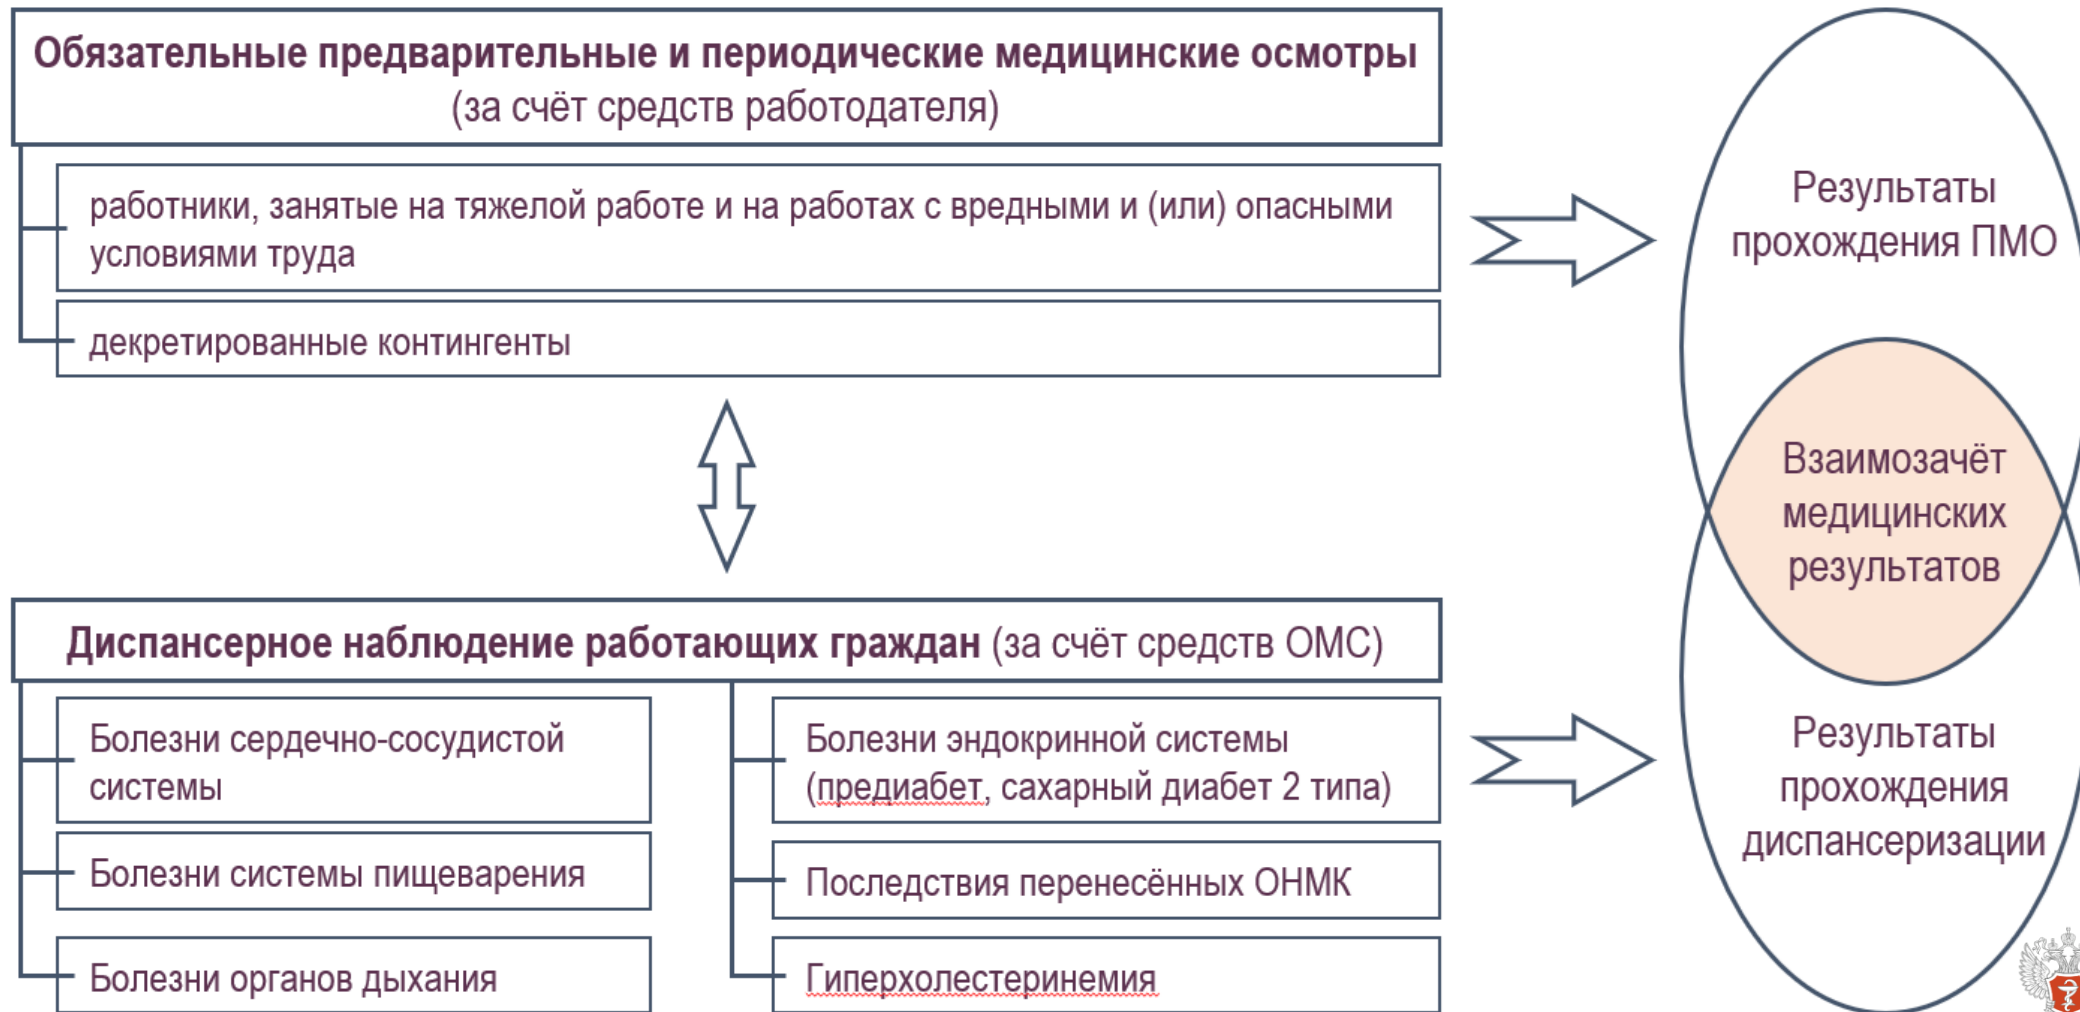 Обязательные предварительные и периодические медицинские осмотры
(за счёт средств работодателя)
работники, занятые на тяжелой работе и на работах с вредными и (или) опасными
условиями труда
декретированные контингенты
Результаты
прохождения ПМО
Взаимозачёт
медицинских
результатов
Диспансерное наблюдение работающих граждан (за счёт средств ОМС)
Болезни сердечно-сосудистой
системы
Болезни системы пищеварения
Болезни органов дыхания
Болезни эндокринной системы
(предиабет, сахарный диабет 2 типа)
Последствия перенесённых ОНМК
Гиперхолестеринемия
Результаты
прохождения
диспансеризации